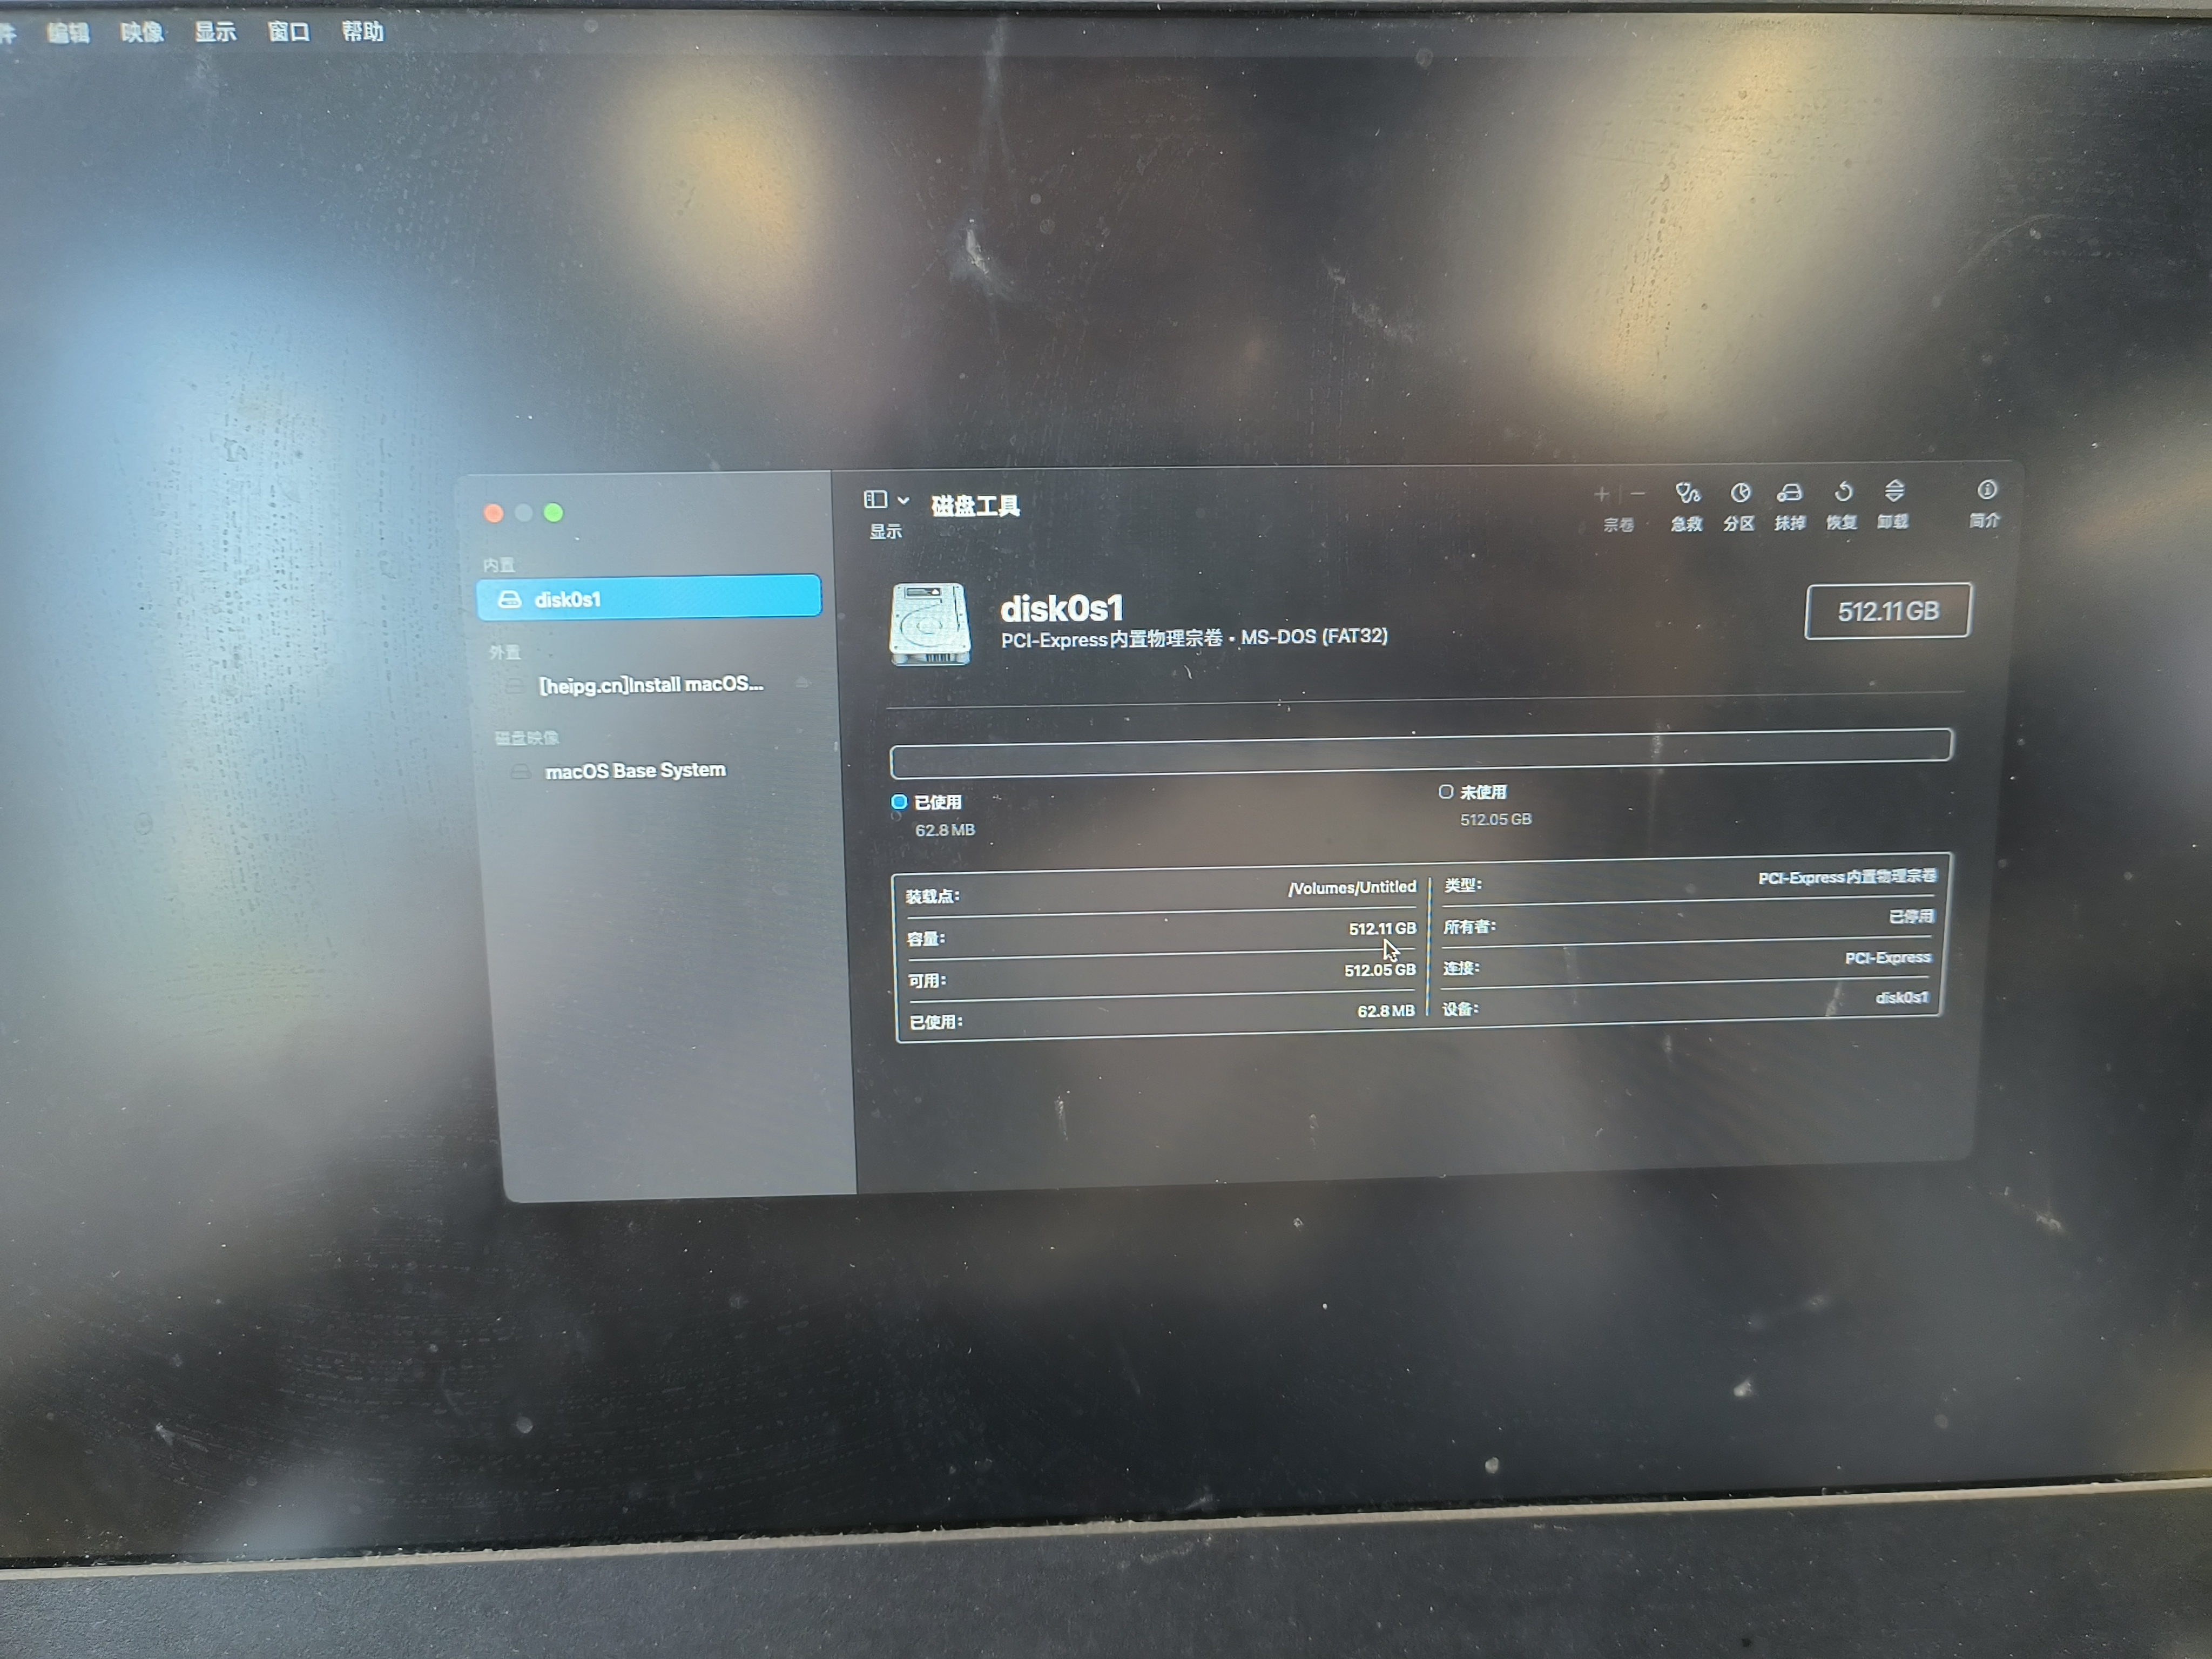 件 编辑 映像 显示 窗口 帮助
显示
磁盘工具
宗卷 急救 分区 抹掉 恢复 卸载 简介
内置
disk0s1
外置
[heipg.cn]Install macOS...
磁盘映像
macOS Base System
disk0s1
PCI-Express内置物理宗卷 • MS-DOS (FAT32)
512.11 GB
已使用
62.8 MB
未使用
512.05 GB
装载点: /Volumes/Untitled
容量: 512.11 GB
可用: 512.05 GB
已使用: 62.8 MB
类型: PCI-Express内置物理宗卷
所有者: 已停用
连接: PCI-Express
设备: disk0s1